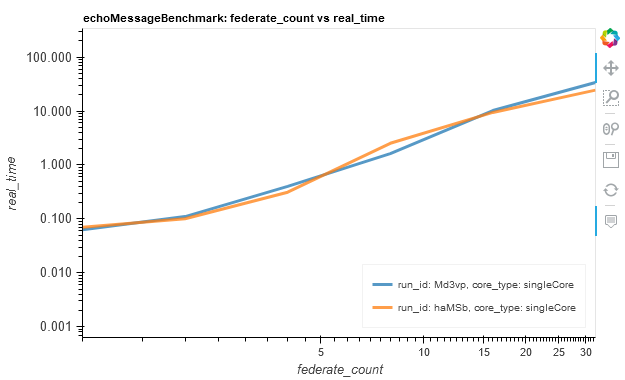 echoMessageBenchmark: federate_count vs real_time
100.000
10.000
1.000
0.100
0.010
0.001
real_time
run_id: Md3vp, core_type: singleCore
run_id: haMSb, core_type: singleCore
5
10
15
20
25
30
federate_count